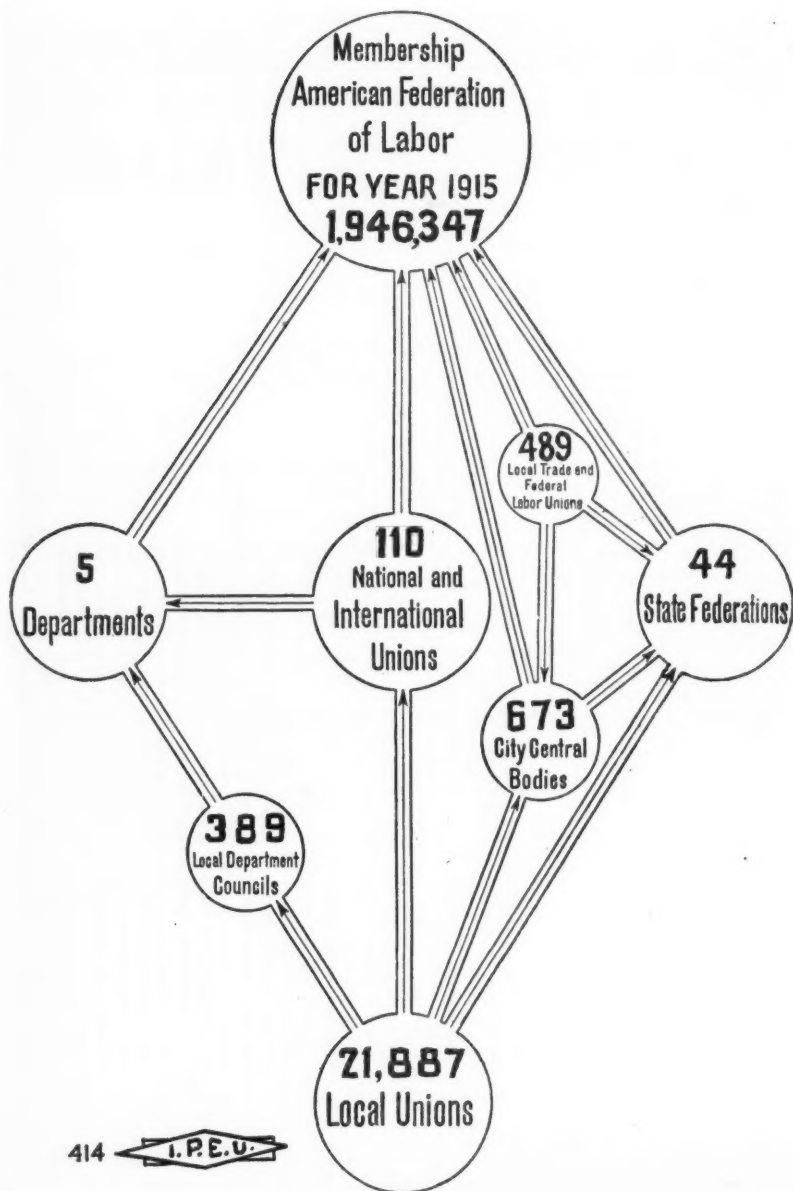 Membership
American Federation
of Labor
FOR YEAR 1915
1,946,347
489
Local Trade and
Federal
Labor Unions
5
Departments
110
National and
International
Unions
44
State Federations
673
City Central
Bodies
389
Local Department
Councils
21,887
Local Unions
414
I.P.E.U.